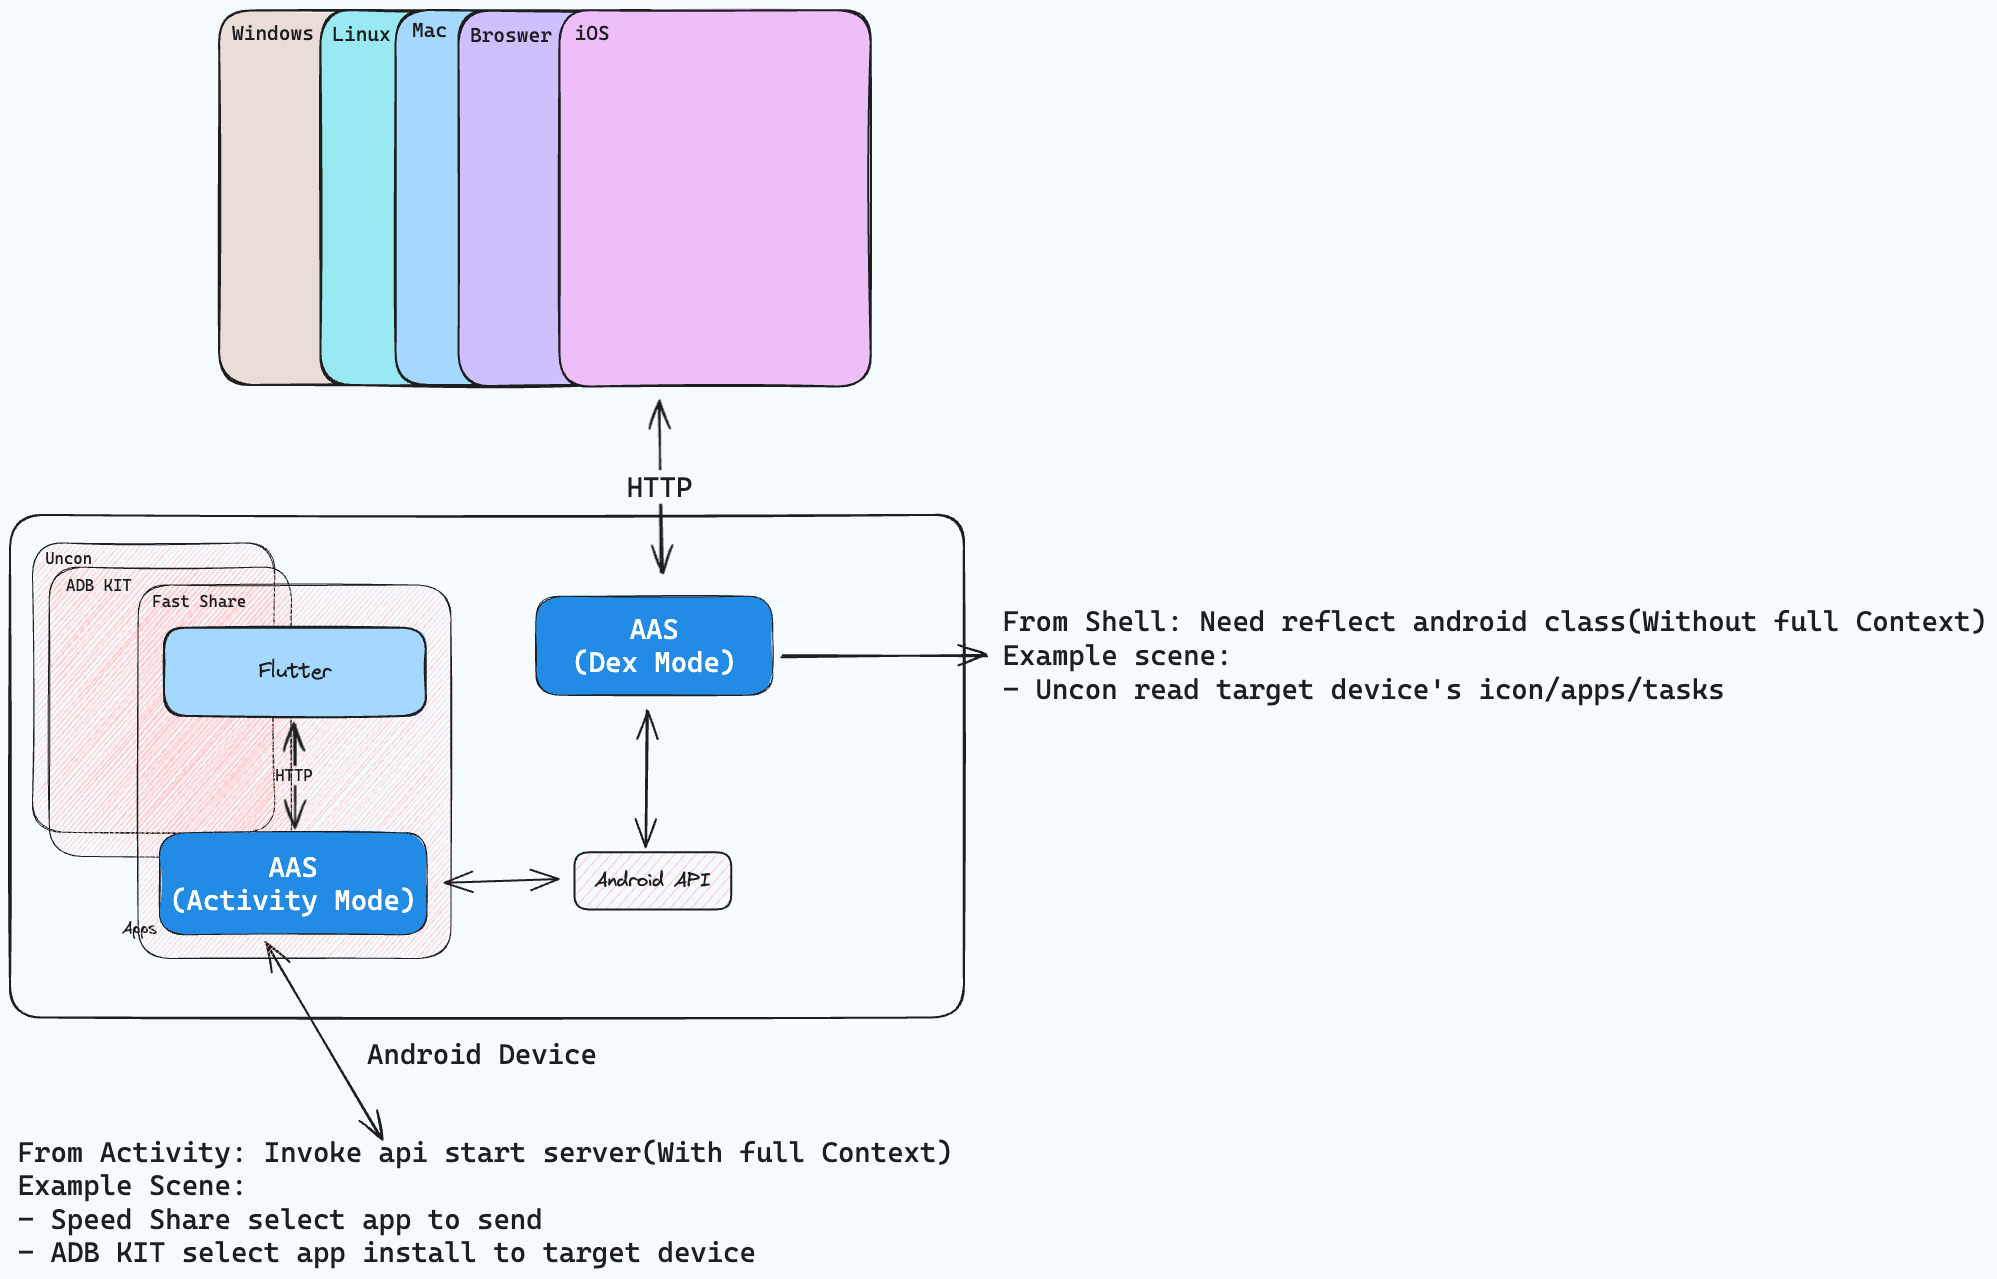 Windows
Linux
Mac
Broswer
iOS
HTTP
Uncon
ADB KIT
Fast Share
Flutter
HTTP
AAS
(Activity Mode)
Apps
AAS
(Dex Mode)
Android API
From Shell: Need reflect android class(Without full Context)
Example scene:
- Uncon read target device's icon/apps/tasks
Android Device
From Activity: Invoke api start server(With full Context)
Example Scene:
- Speed Share select app to send
- ADB KIT select app install to target device